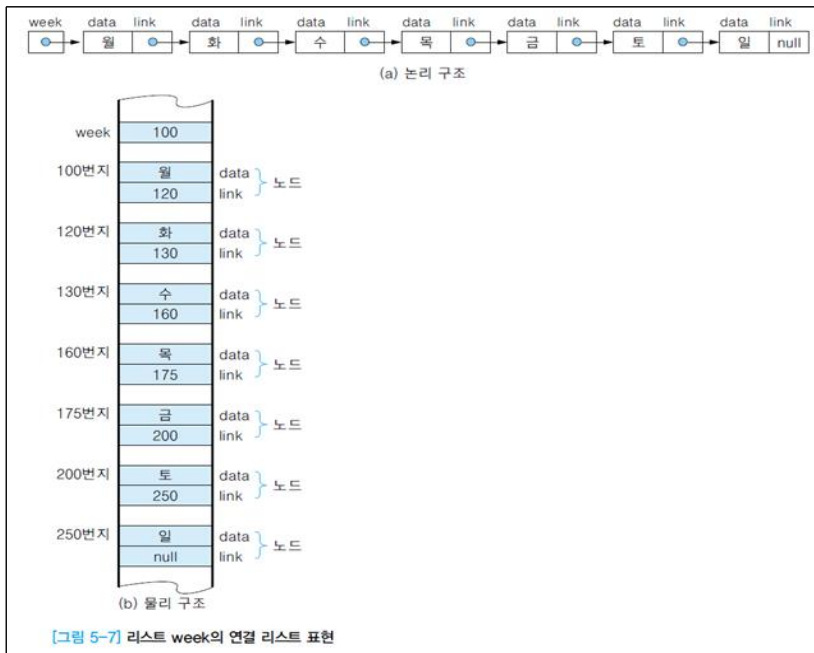 week data link data link data link data link data link data link data link
월 화 수 목 금 토 일 null
(a) 논리 구조
week 100
100번지 월 data 노드
120 link
120번지 화 data 노드
130 link
130번지 수 data 노드
160 link
160번지 목 data 노드
175 link
175번지 금 data 노드
200 link
200번지 토 data 노드
250 link
250번지 일 data 노드
null link
(b) 물리 구조
[그림 5-7] 리스트 week의 연결 리스트 표현